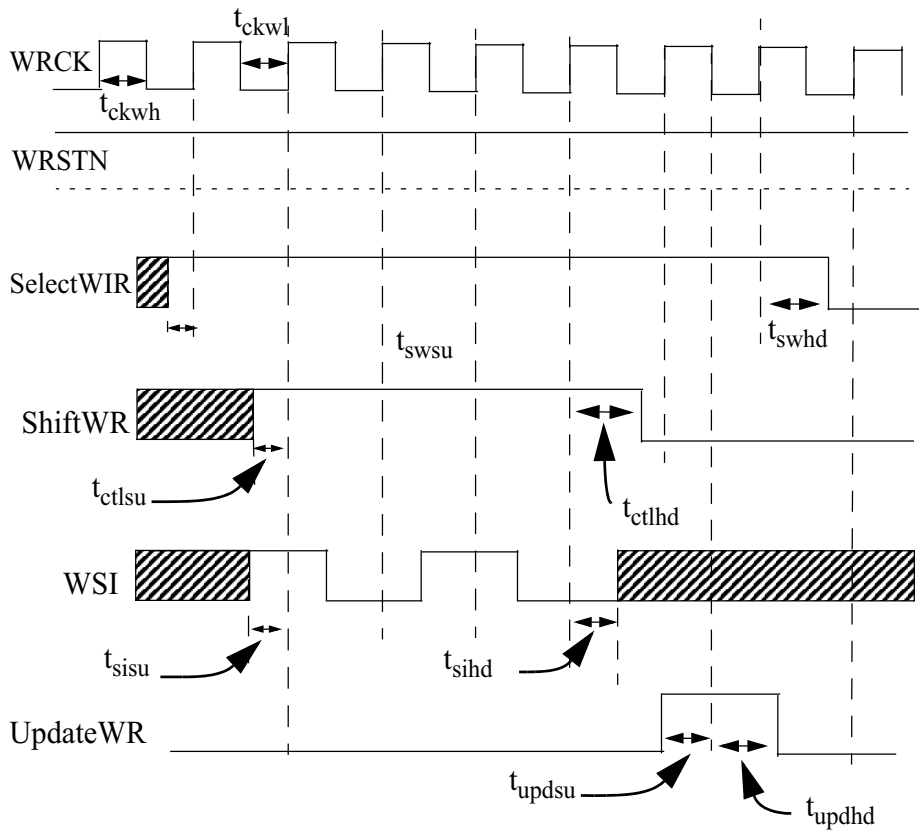 t_ckwl
WRCK
t_ckwh
WRSTN
SelectWIR
t_swsu
t_swhd
ShiftWR
t_ctlsu
t_ctlhd
WSI
t_sisu
t_sihd
UpdateWR
t_updsu
t_updhd